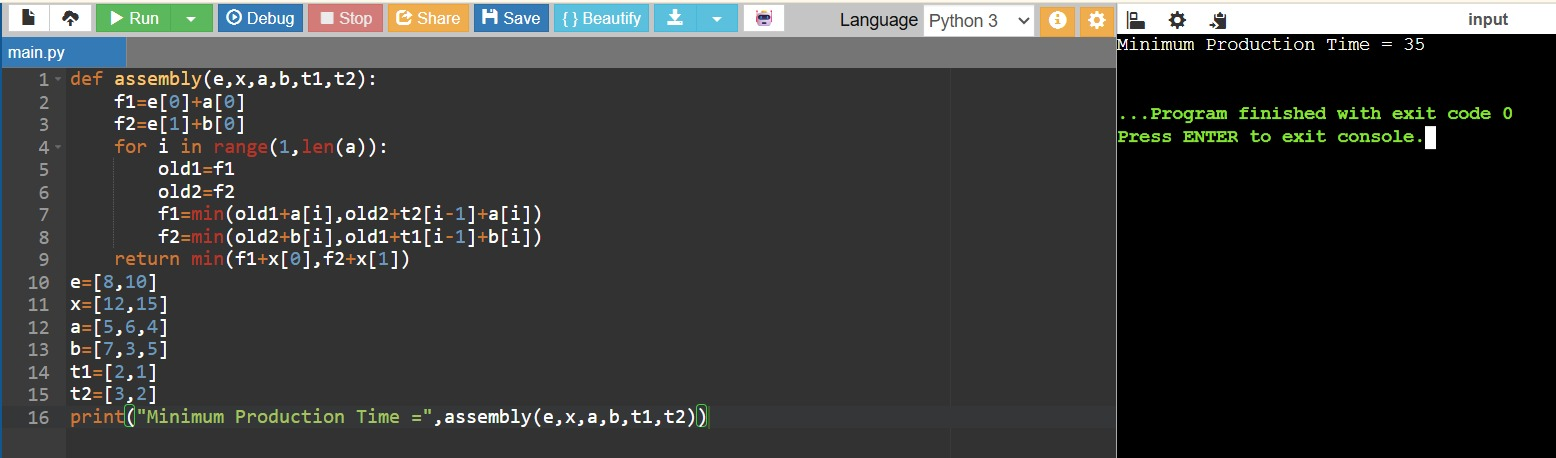 Run Debug Stop Share Save { } Beautify Language Python 3 input
main.py
1 def assembly(e,x,a,b,t1,t2):
2     f1=e[0]+a[0]
3     f2=e[1]+b[0]
4     for i in range(1,len(a)):
5         old1=f1
6         old2=f2
7         f1=min(old1+a[i],old2+t2[i-1]+a[i])
8         f2=min(old2+b[i],old1+t1[i-1]+b[i])
9     return min(f1+x[0],f2+x[1])
10 e=[8,10]
11 x=[12,15]
12 a=[5,6,4]
13 b=[7,3,5]
14 t1=[2,1]
15 t2=[3,2]
16 print("Minimum Production Time =",assembly(e,x,a,b,t1,t2))
Minimum Production Time = 35
...Program finished with exit code 0
Press ENTER to exit console.